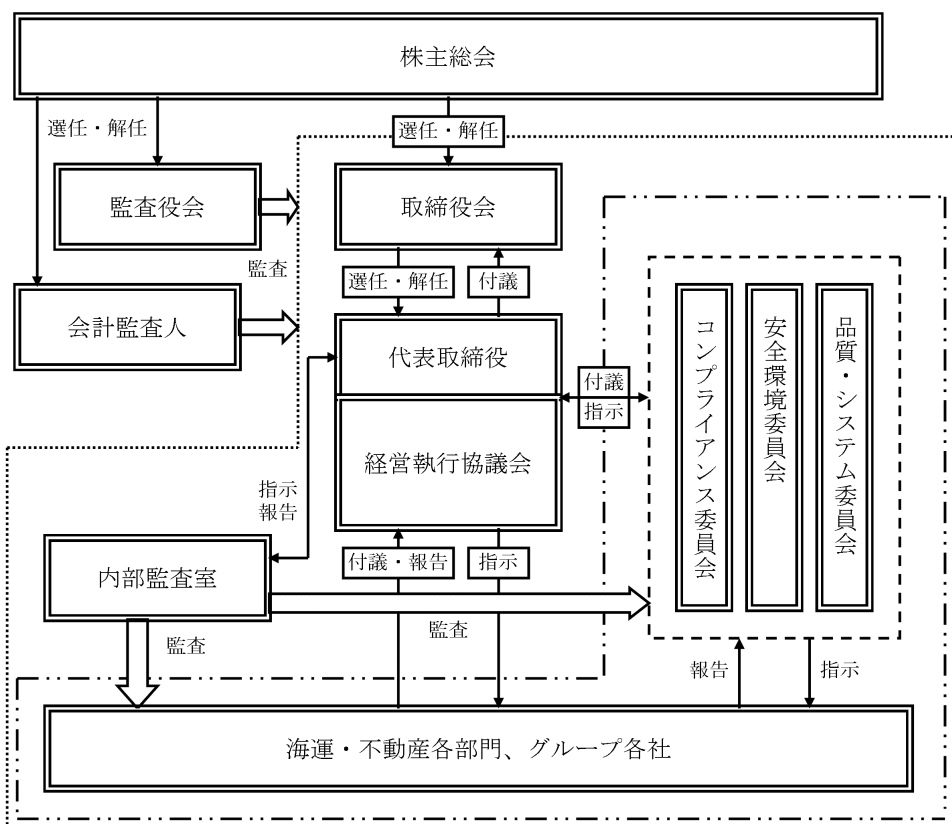 株主総会
選任・解任
選任・解任
監査役会
取締役会
監査
選任・解任
付議
会計監査人
代表取締役
付議
指示
経営執行協議会
コンプライアンス委員会
安全環境委員会
品質・システム委員会
指示
報告
内部監査室
付議・報告
指示
監査
監査
報告
指示
海運・不動産各部門、グループ各社